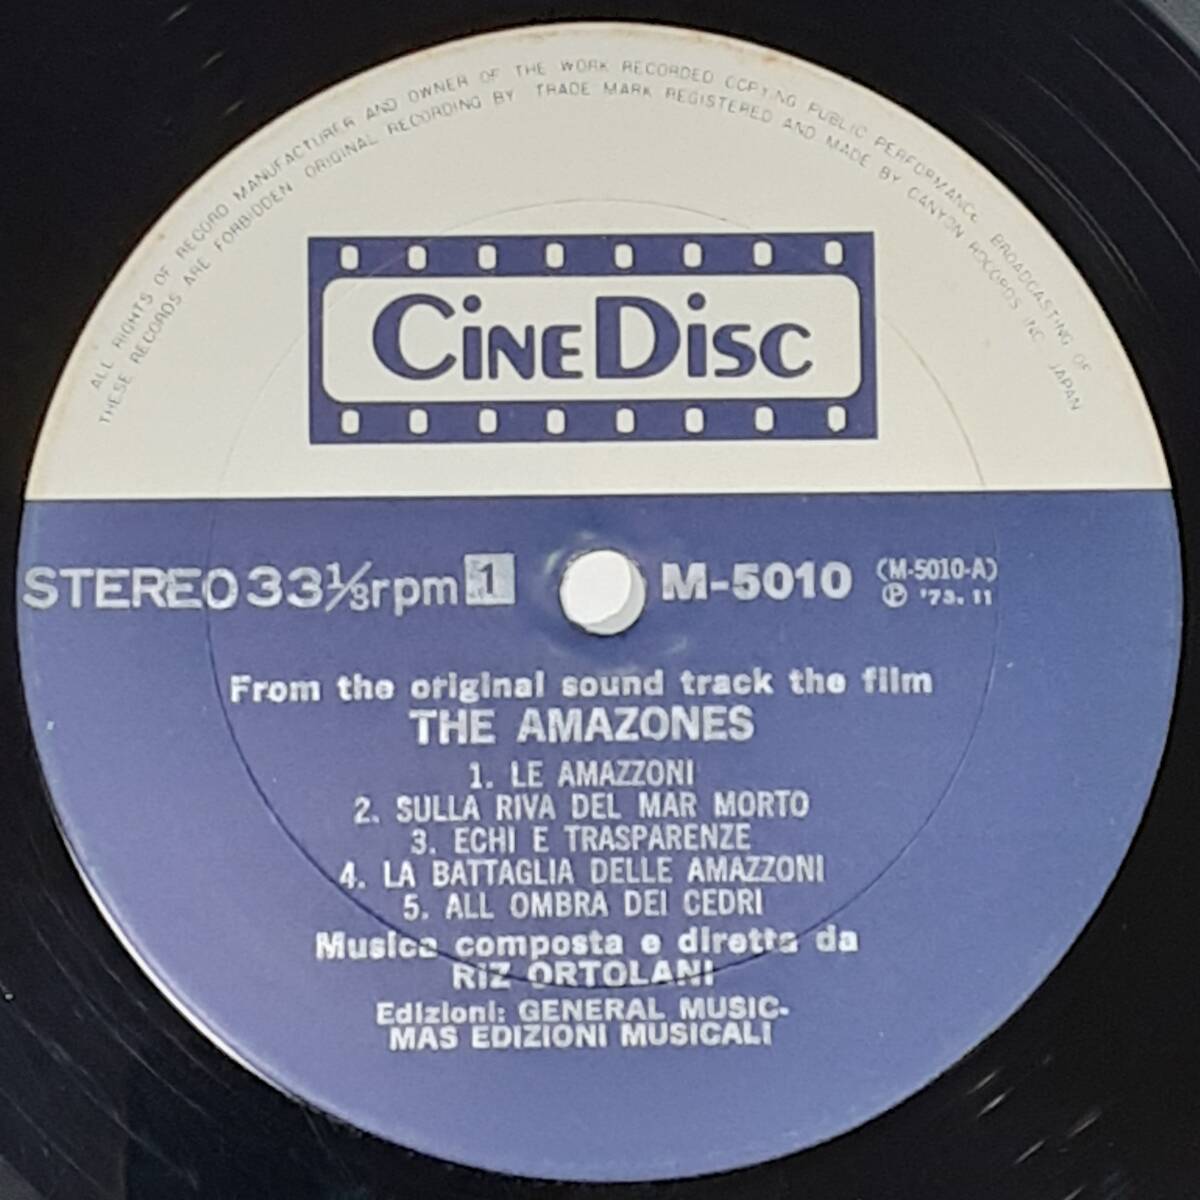 ALL RIGHTS OF RECORD MANUFACTURER AND OWNER OF THE WORK RECORDED COPYING PUBLIC PERFORMANCE BROADCASTING OF
THESE RECORDS ARE FORBIDDEN ORIGINAL RECORDING BY TRADE MARK REGISTERED AND MADE BY CANYON RECORDS INC. JAPAN
CINEDISC
STEREO 33⅓rpm 1 M-5010 (M-5010-A)
℗ '73.11
From the original sound track the film
THE AMAZONES
1. LE AMAZZONI
2. SULLA RIVA DEL MAR MORTO
3. ECHI E TRASPARENZE
4. LA BATTAGLIA DELLE AMAZZONI
5. ALL OMBRA DEI CEDRI
Musica composta e diretta da
RIZ ORTOLANI
Edizioni: GENERAL MUSIC-
MAS EDIZIONI MUSICALI